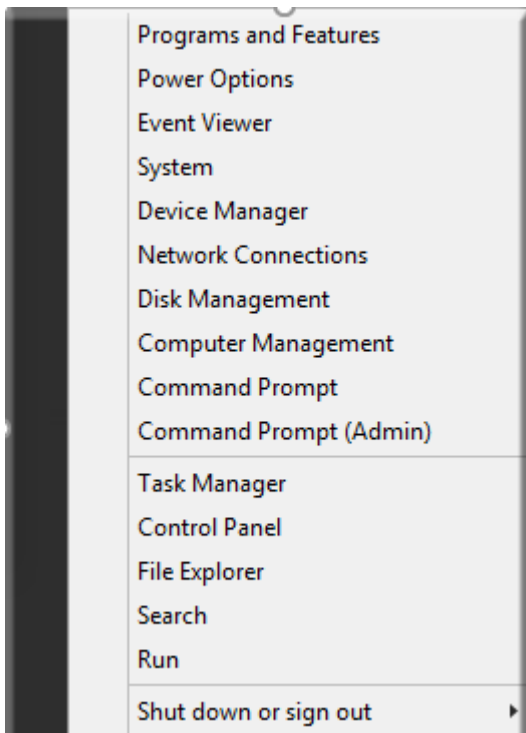 Programs and Features
Power Options
Event Viewer
System
Device Manager
Network Connections
Disk Management
Computer Management
Command Prompt
Command Prompt (Admin)
Task Manager
Control Panel
File Explorer
Search
Run
Shut down or sign out